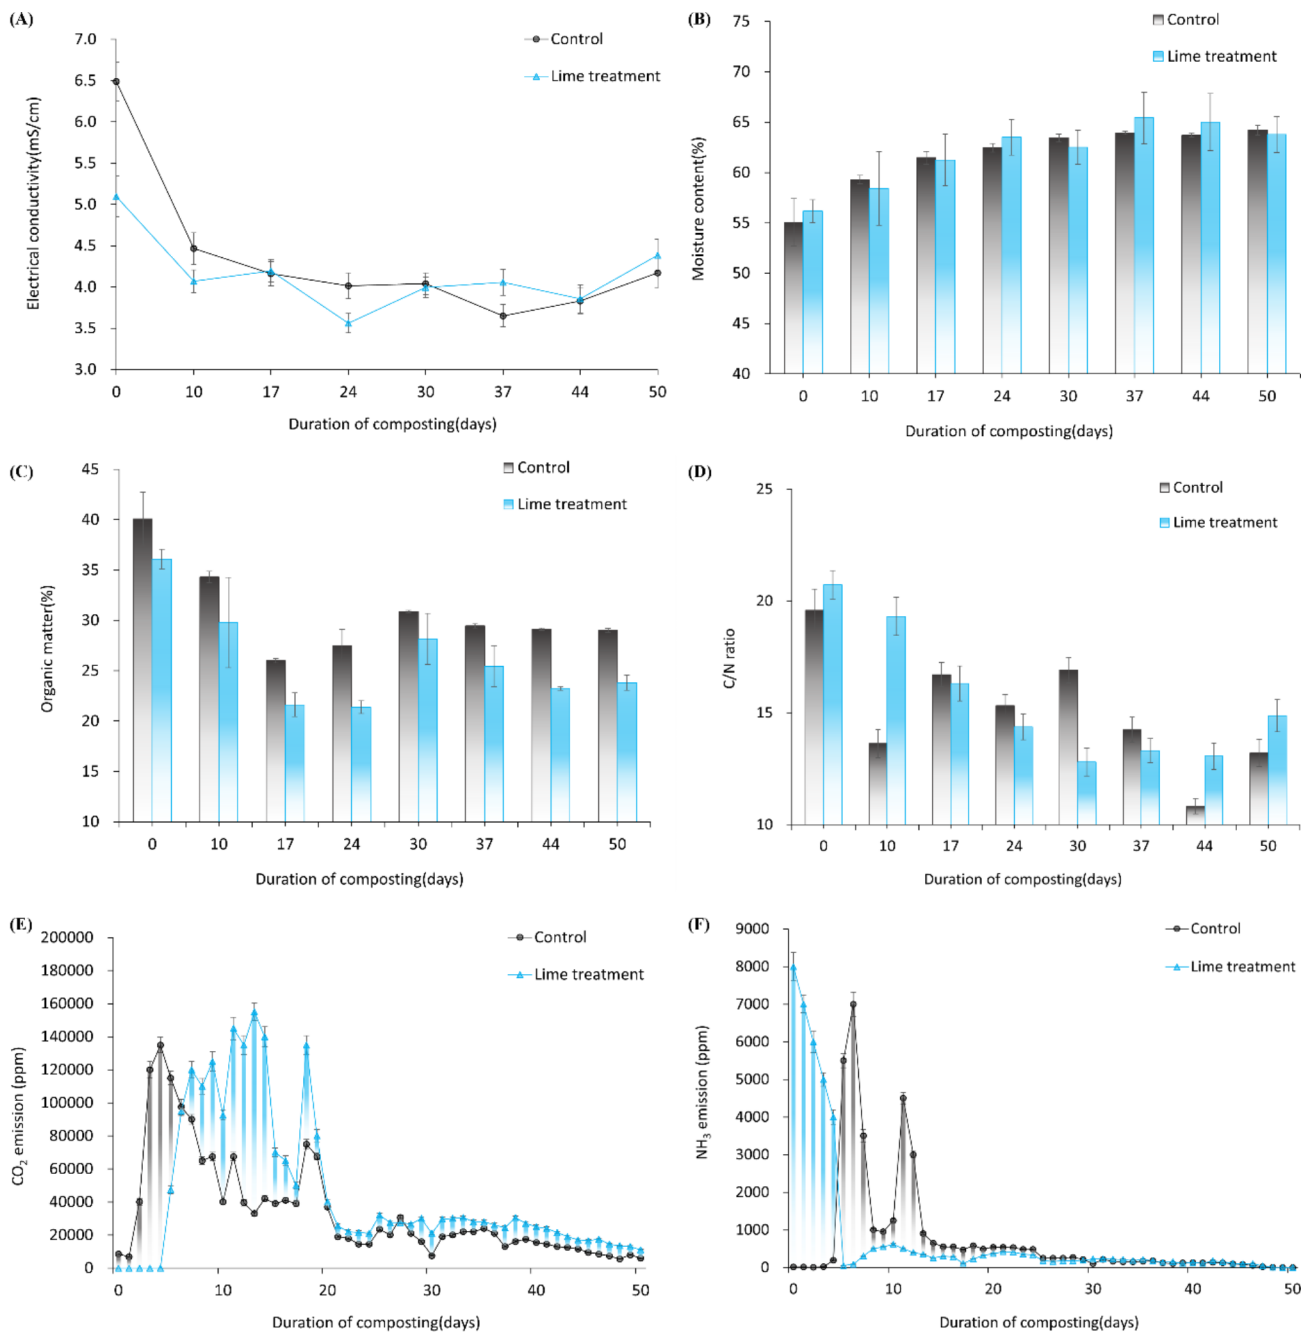 (A)
Control
Lime treatment
Electrical conductivity(mS/cm)
7.0
6.5
6.0
5.5
5.0
4.5
4.0
3.5
3.0
0 10 17 24 30 37 44 50
Duration of composting(days)
(B)
Control
Lime treatment
Moisture content(%)
75
70
65
60
55
50
45
40
0 10 17 24 30 37 44 50
Duration of composting(days)
(C)
Control
Lime treatment
Organic matter(%)
45
40
35
30
25
20
15
10
0 10 17 24 30 37 44 50
Duration of composting(days)
(D)
Control
Lime treatment
C/N ratio
25
20
15
10
0 10 17 24 30 37 44 50
Duration of composting(days)
(E)
Control
Lime treatment
CO2 emission (ppm)
200000
180000
160000
140000
120000
100000
80000
60000
40000
20000
0
0 10 20 30 40 50
Duration of composting(days)
(F)
Control
Lime treatment
NH3 emission (ppm)
9000
8000
7000
6000
5000
4000
3000
2000
1000
0
0 10 20 30 40 50
Duration of composting(days)